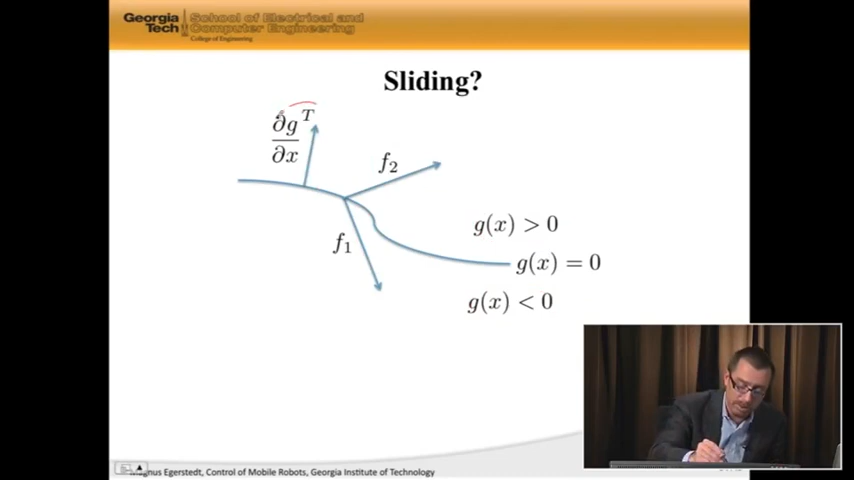 Georgia Tech
School of Electrical and Computer Engineering
College of Engineering
Sliding?
∂g^T
∂x
f₂
f₁
g(x) > 0
g(x) = 0
g(x) < 0
Magnus Egerstedt, Control of Mobile Robots, Georgia Institute of Technology